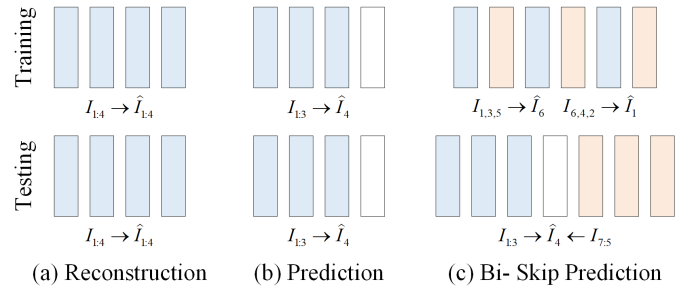 Training
I_{1:4} → Î_{1:4}
I_{1:3} → Î_4
I_{1,3,5} → Î_6
I_{6,4,2} → Î_1
Testing
I_{1:4} → Î_{1:4}
I_{1:3} → Î_4
I_{1:3} → Î_4 ← I_{7:5}
(a) Reconstruction
(b) Prediction
(c) Bi- Skip Prediction